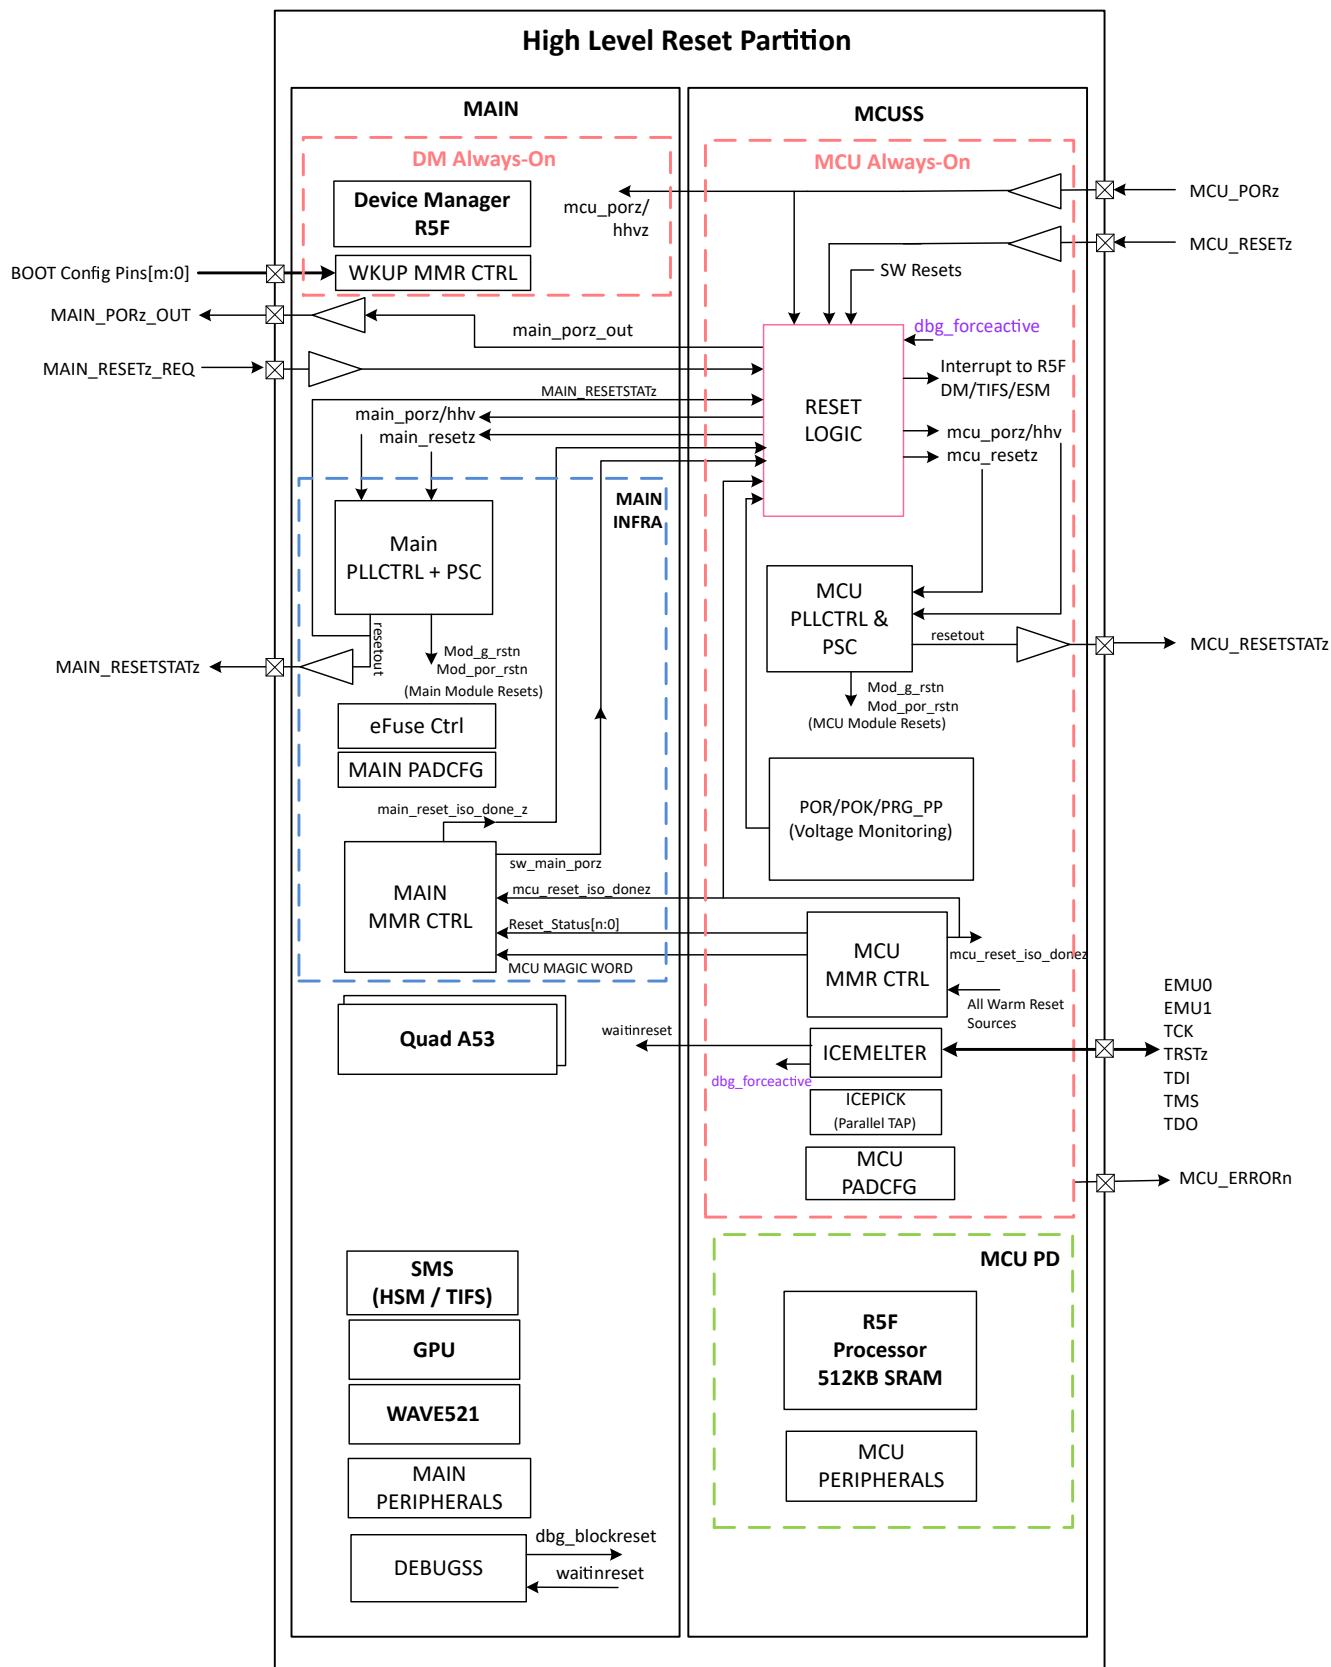 High Level Reset Partition
MAIN
MCUSS
DM Always-On
MCU Always-On
Device Manager
R5F
mcu_porz/
hhvz
MCU_PORz
MCU_RESETz
BOOT Config Pins[m:0]
WKUP MMR CTRL
SW Resets
MAIN_PORz_OUT
main_porz_out
dbg_forceactive
MAIN_RESETz_REQ
Interrupt to R5F
DM/TIFS/ESM
MAIN_RESETSTATz
RESET
LOGIC
main_porz/hhv
main_resetz
mcu_porz/hhv
mcu_resetz
MAIN
INFRA
Main
PLLCTRL + PSC
MCU
PLLCTRL &
PSC
resetout
resetout
MCU_RESETSTATz
MAIN_RESETSTATz
Mod_g_rstn
Mod_por_rstn
(Main Module Resets)
Mod_g_rstn
Mod_por_rstn
(MCU Module Resets)
eFuse Ctrl
MAIN PADCFG
POR/POK/PRG_PP
(Voltage Monitoring)
main_reset_iso_done_z
sw_main_porz
MAIN
MMR CTRL
mcu_reset_iso_donez
Reset_Status[n:0]
MCU MAGIC WORD
MCU
MMR CTRL
mcu_reset_iso_donez
All Warm Reset
Sources
Quad A53
waitinreset
ICEMELTER
dbg_forceactive
EMU0
EMU1
TCK
TRSTz
TDI
TMS
TDO
ICEPICK
(Parallel TAP)
MCU
PADCFG
MCU_ERRORn
MCU PD
SMS
(HSM / TIFS)
GPU
WAVE521
R5F
Processor
512KB SRAM
MAIN
PERIPHERALS
MCU
PERIPHERALS
DEBUGSS
dbg_blockreset
waitinreset